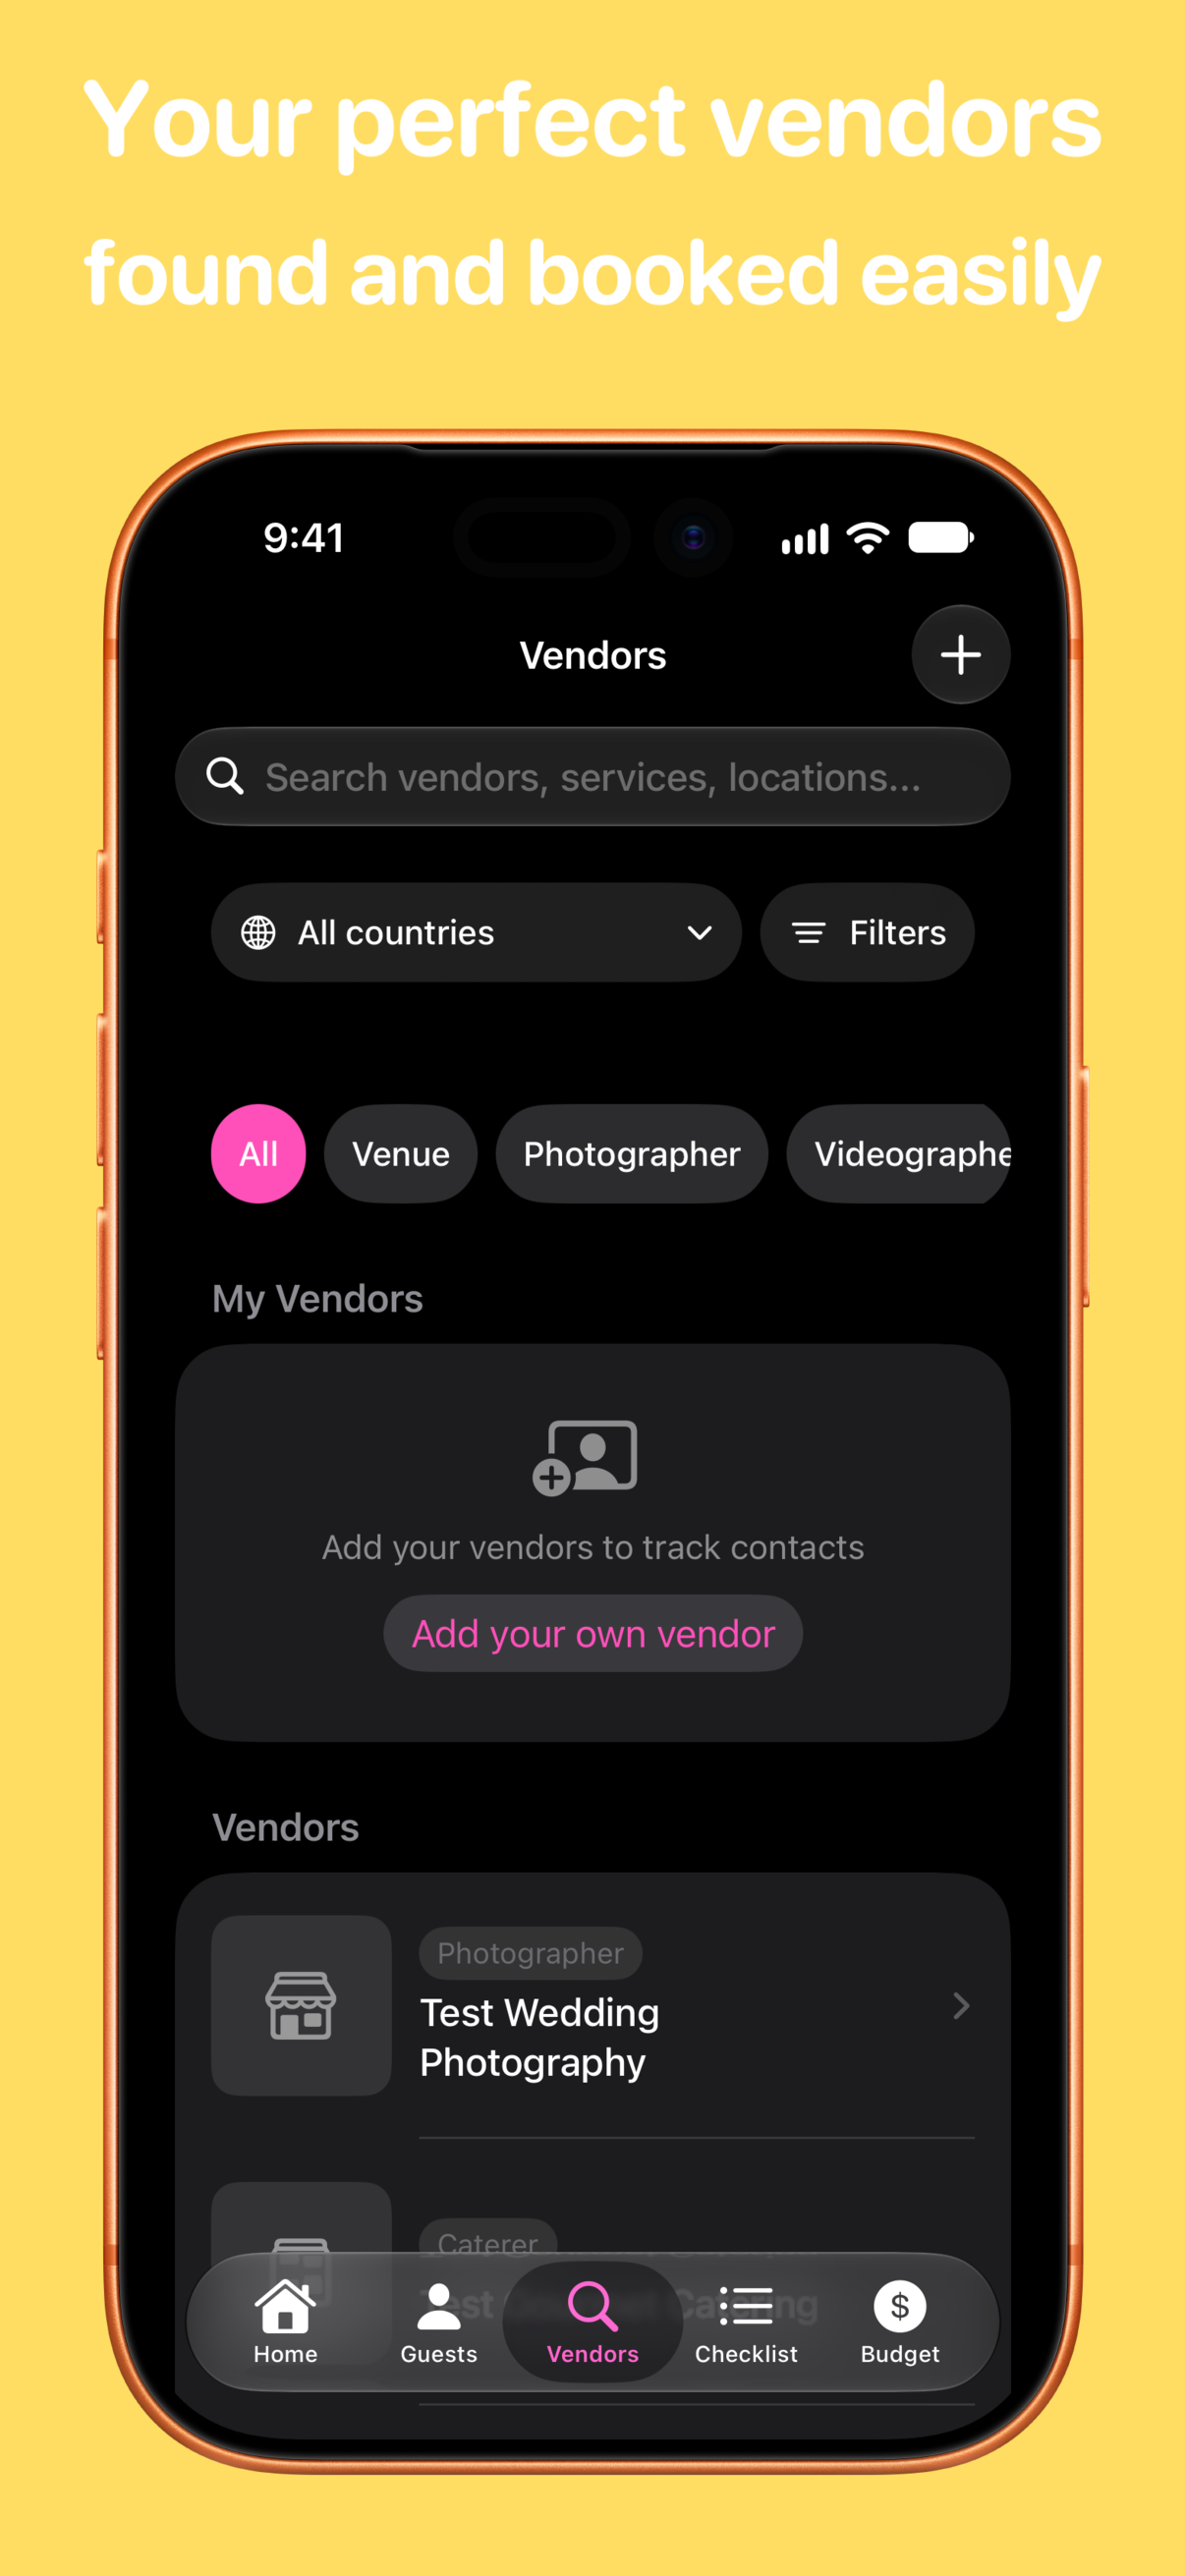 Your perfect vendors
found and booked easily
9:41
Vendors
Search vendors, services, locations...
All countries
Filters
All
Venue
Photographer
Videographe
My Vendors
Add your vendors to track contacts
Add your own vendor
Vendors
Photographer
Test Wedding
Photography
Caterer
Home
Guests
Vendors
Checklist
Budget